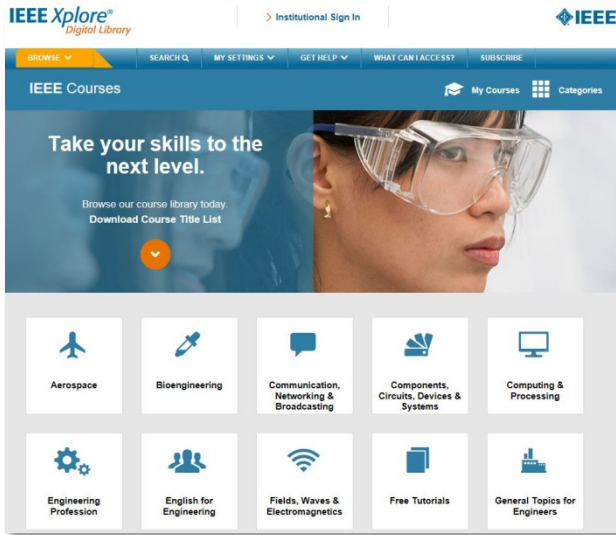 IEEE Xplore®
Digital Library
Institutional Sign In
IEEE
BROWSE
SEARCH
MY SETTINGS
GET HELP
WHAT CAN I ACCESS?
SUBSCRIBE
IEEE Courses
My Courses
Categories
Take your skills to the
next level.
Browse our course library today.
Download Course Title List
Aerospace
Bioengineering
Communication,
Networking &
Broadcasting
Components,
Circuits, Devices &
Systems
Computing &
Processing
Engineering
Profession
English for
Engineering
Fields, Waves &
Electromagnetics
Free Tutorials
General Topics for
Engineers